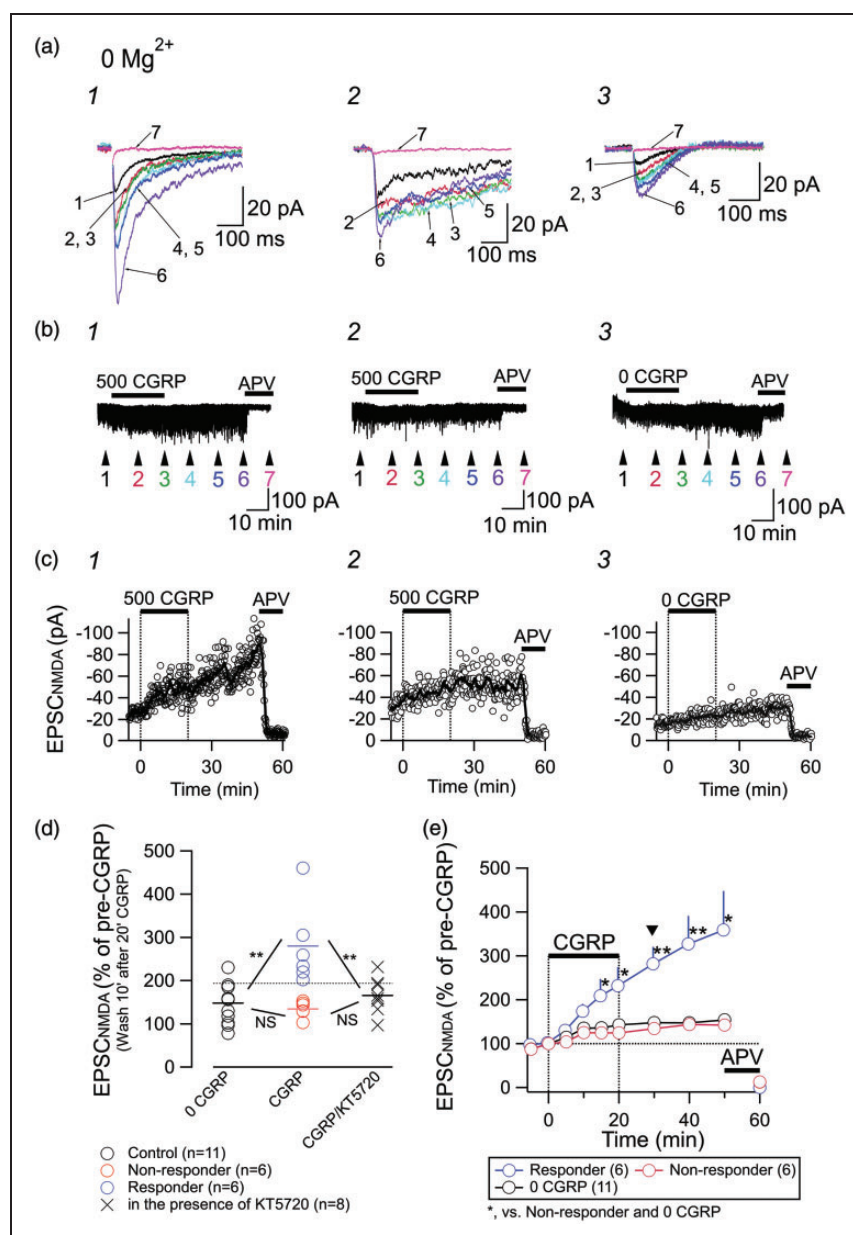 (a)
0 Mg2+
1 2 3
7 7 7
1 1
2, 3
20 pA
100 ms
2, 3
4, 5
6
2
6
4
3
5
20 pA
100 ms
4, 5
6
20 pA
100 ms
(b)
1 2 3
500 CGRP APV 500 CGRP APV 0 CGRP APV
1 2 3 4 5 6 7 1 2 3 4 5 6 7 1 2 3 4 5 6 7
100 pA 100 pA 100 pA
10 min 10 min 10 min
(c)
1 2 3
500 CGRP APV 500 CGRP APV 0 CGRP APV
EPSCNMDA (pA)
-100 -100 -100
-80 -80 -80
-60 -60 -60
-40 -40 -40
-20 -20 -20
0 0 0
0 30 60 0 30 60 0 30 60
Time (min) Time (min) Time (min)
(d)
EPSCNMDA (% of pre-CGRP)
(Wash 10' after 20' CGRP)
500
400
300
200
100
0
** **
NS NS
0 CGRP CGRP CGRP/KT5720
Control (n=11)
Non-responder (n=6)
Responder (n=6)
in the presence of KT5720 (n=8)
(e)
EPSCNMDA (% of pre-CGRP)
500
400
300
200
100
0
CGRP
* * ** ** *
APV
0 20 40 60
Time (min)
Responder (6) Non-responder (6)
0 CGRP (11)
*, vs. Non-responder and 0 CGRP